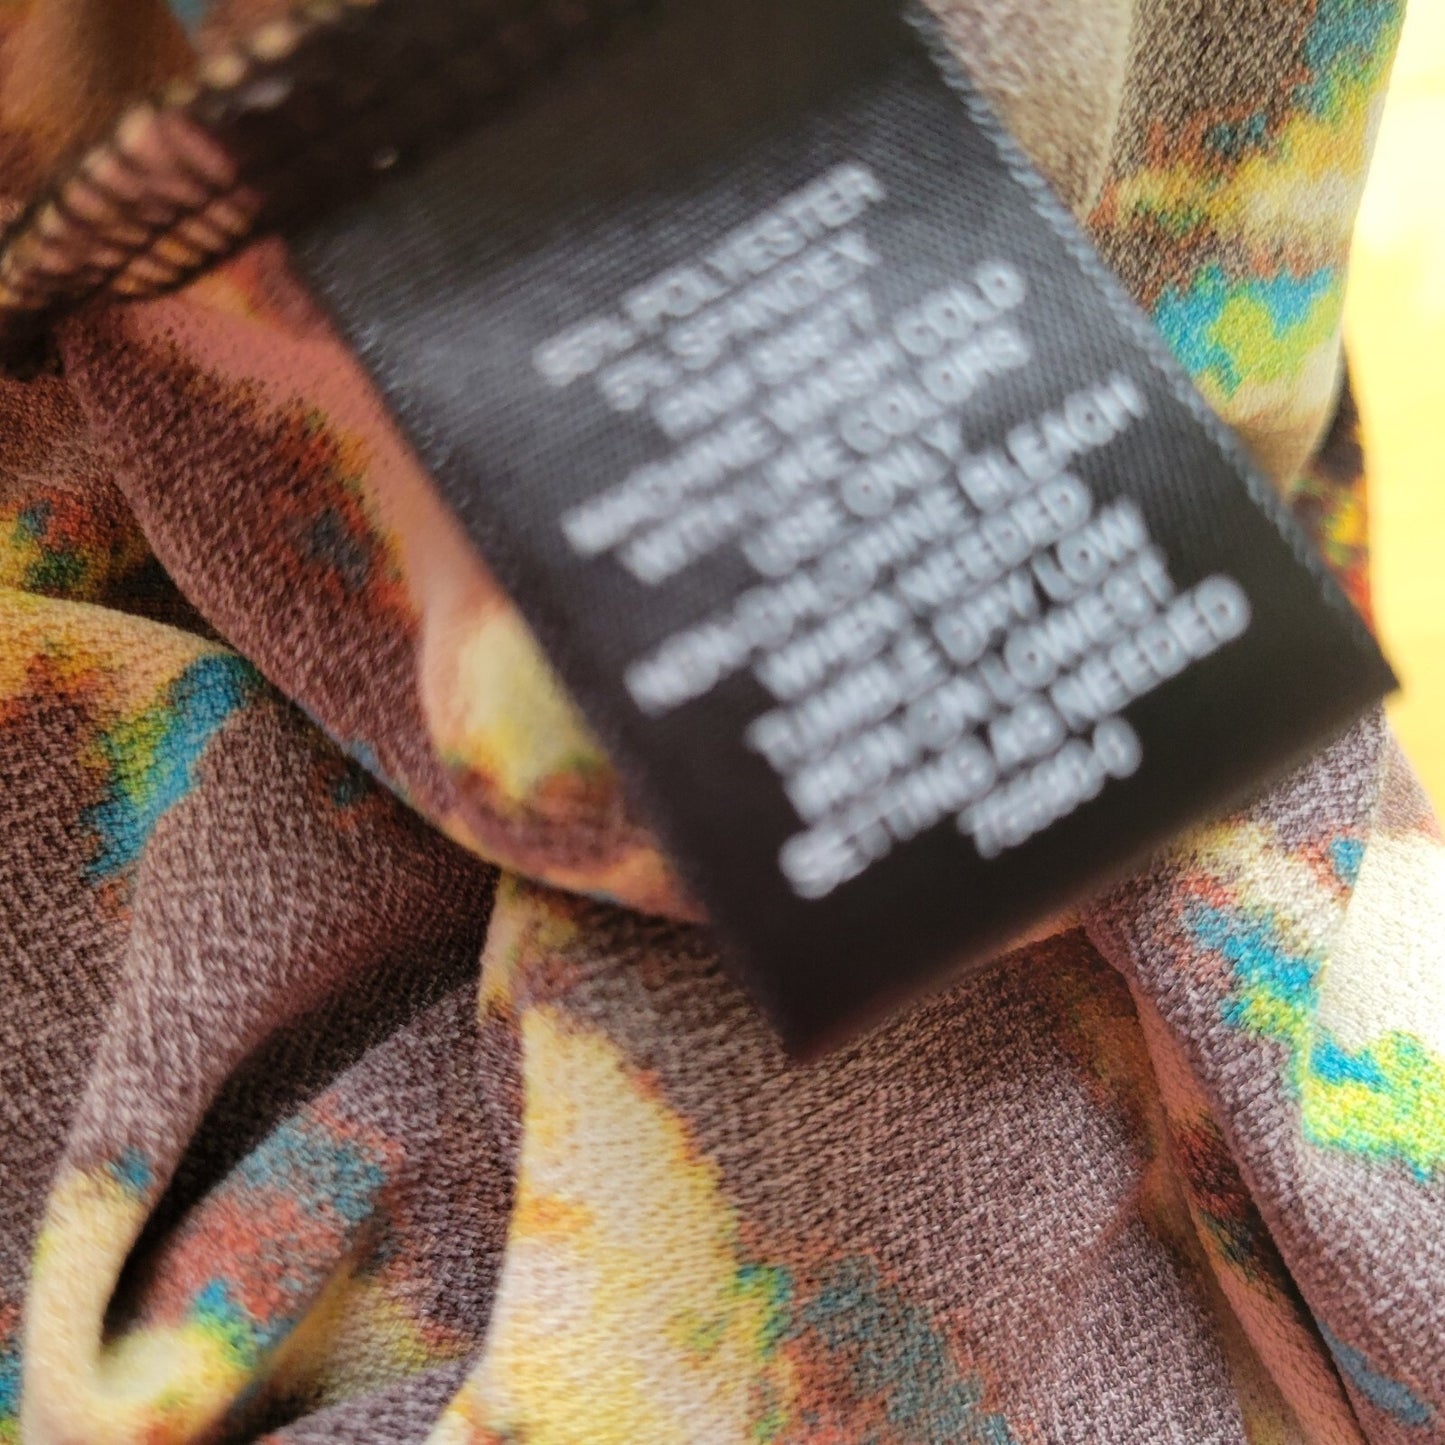 POLYESTER
SPANDEX
RN
MACHINE WASH COLD
WITH LIKE COLORS
USE ONLY
NON-CHLORINE BLEACH
WHEN NEEDED
TUMBLE DRY LOW
IRON ON LOWEST
SETTING AS NEEDED